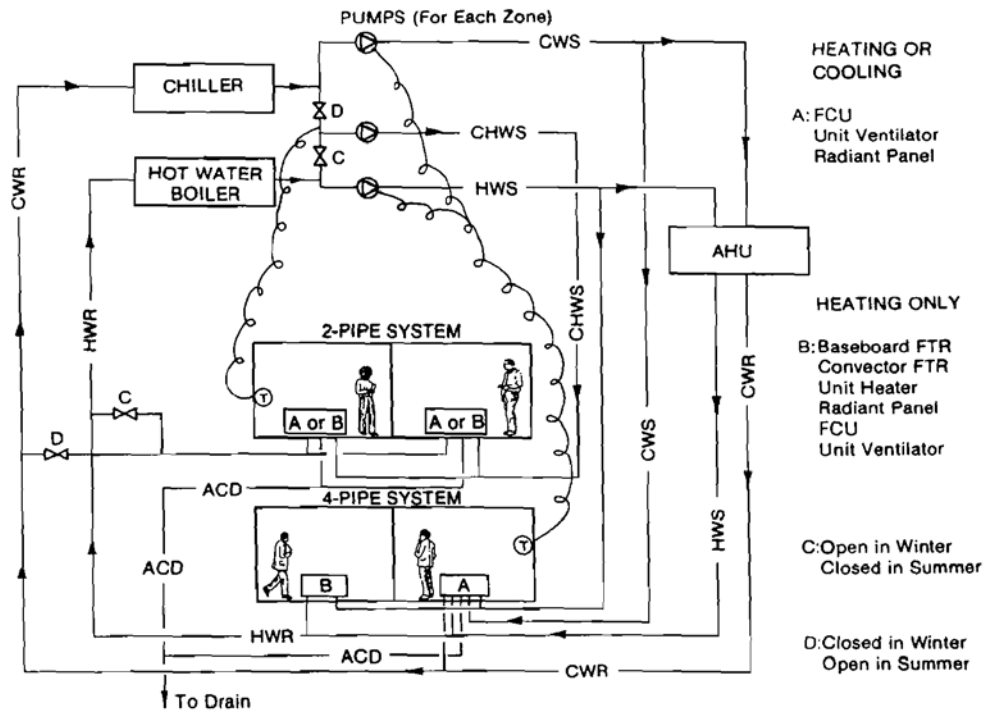 PUMPS (For Each Zone)
CWS
HEATING OR
COOLING
CHILLER
D
A: FCU
Unit Ventilator
Radiant Panel
CHWS
C
HOT WATER
BOILER
HWS
CWR
AHU
HWR
CHWS
HEATING ONLY
2-PIPE SYSTEM
B: Baseboard FTR
Convector FTR
Unit Heater
Radiant Panel
FCU
Unit Ventilator
CWR
T
C
A or B
A or B
CWS
D
ACD
4-PIPE SYSTEM
HWS
T
C: Open in Winter
Closed in Summer
ACD
B
A
HWR
ACD
CWR
D: Closed in Winter
Open in Summer
To Drain